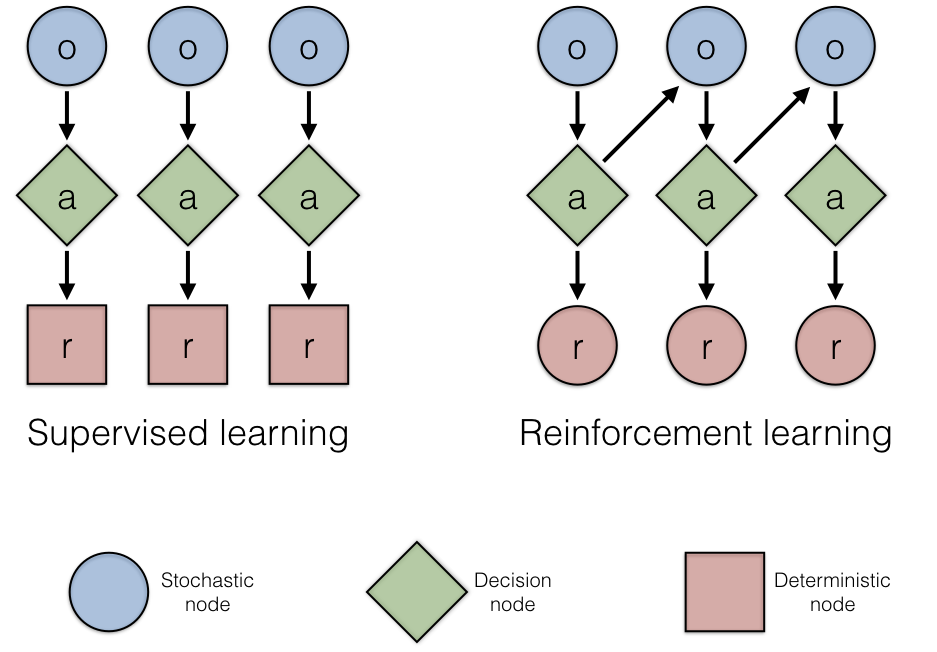 o o o
a a a
r r r
Supervised learning
o o o
a a a
r r r
Reinforcement learning
Stochastic
node
Decision
node
Deterministic
node